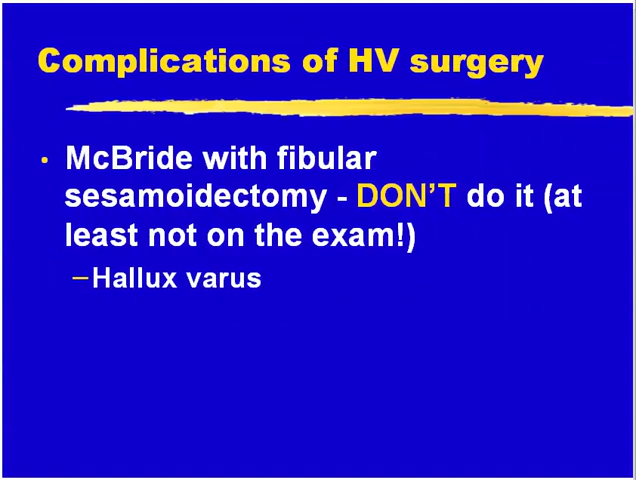 Complications of HV surgery
• McBride with fibular
sesamoidectomy - DON'T do it (at
least not on the exam!)
–Hallux varus